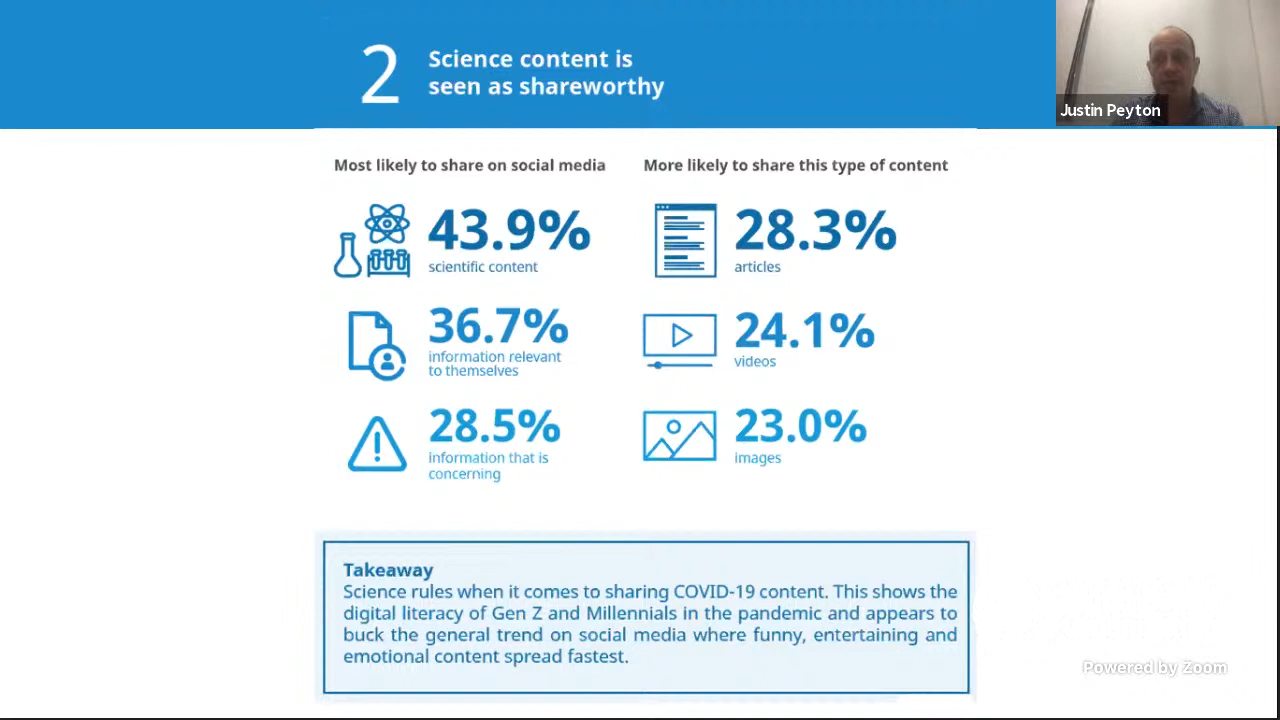 2
Science content is
seen as shareworthy
Justin Peyton
Most likely to share on social media
43.9%
scientific content
36.7%
information relevant
to themselves
28.5%
information that is
concerning
More likely to share this type of content
28.3%
articles
24.1%
videos
23.0%
images
Takeaway
Science rules when it comes to sharing COVID-19 content. This shows the
digital literacy of Gen Z and Millennials in the pandemic and appears to
buck the general trend on social media where funny, entertaining and
emotional content spread fastest.
Powered by Zoom